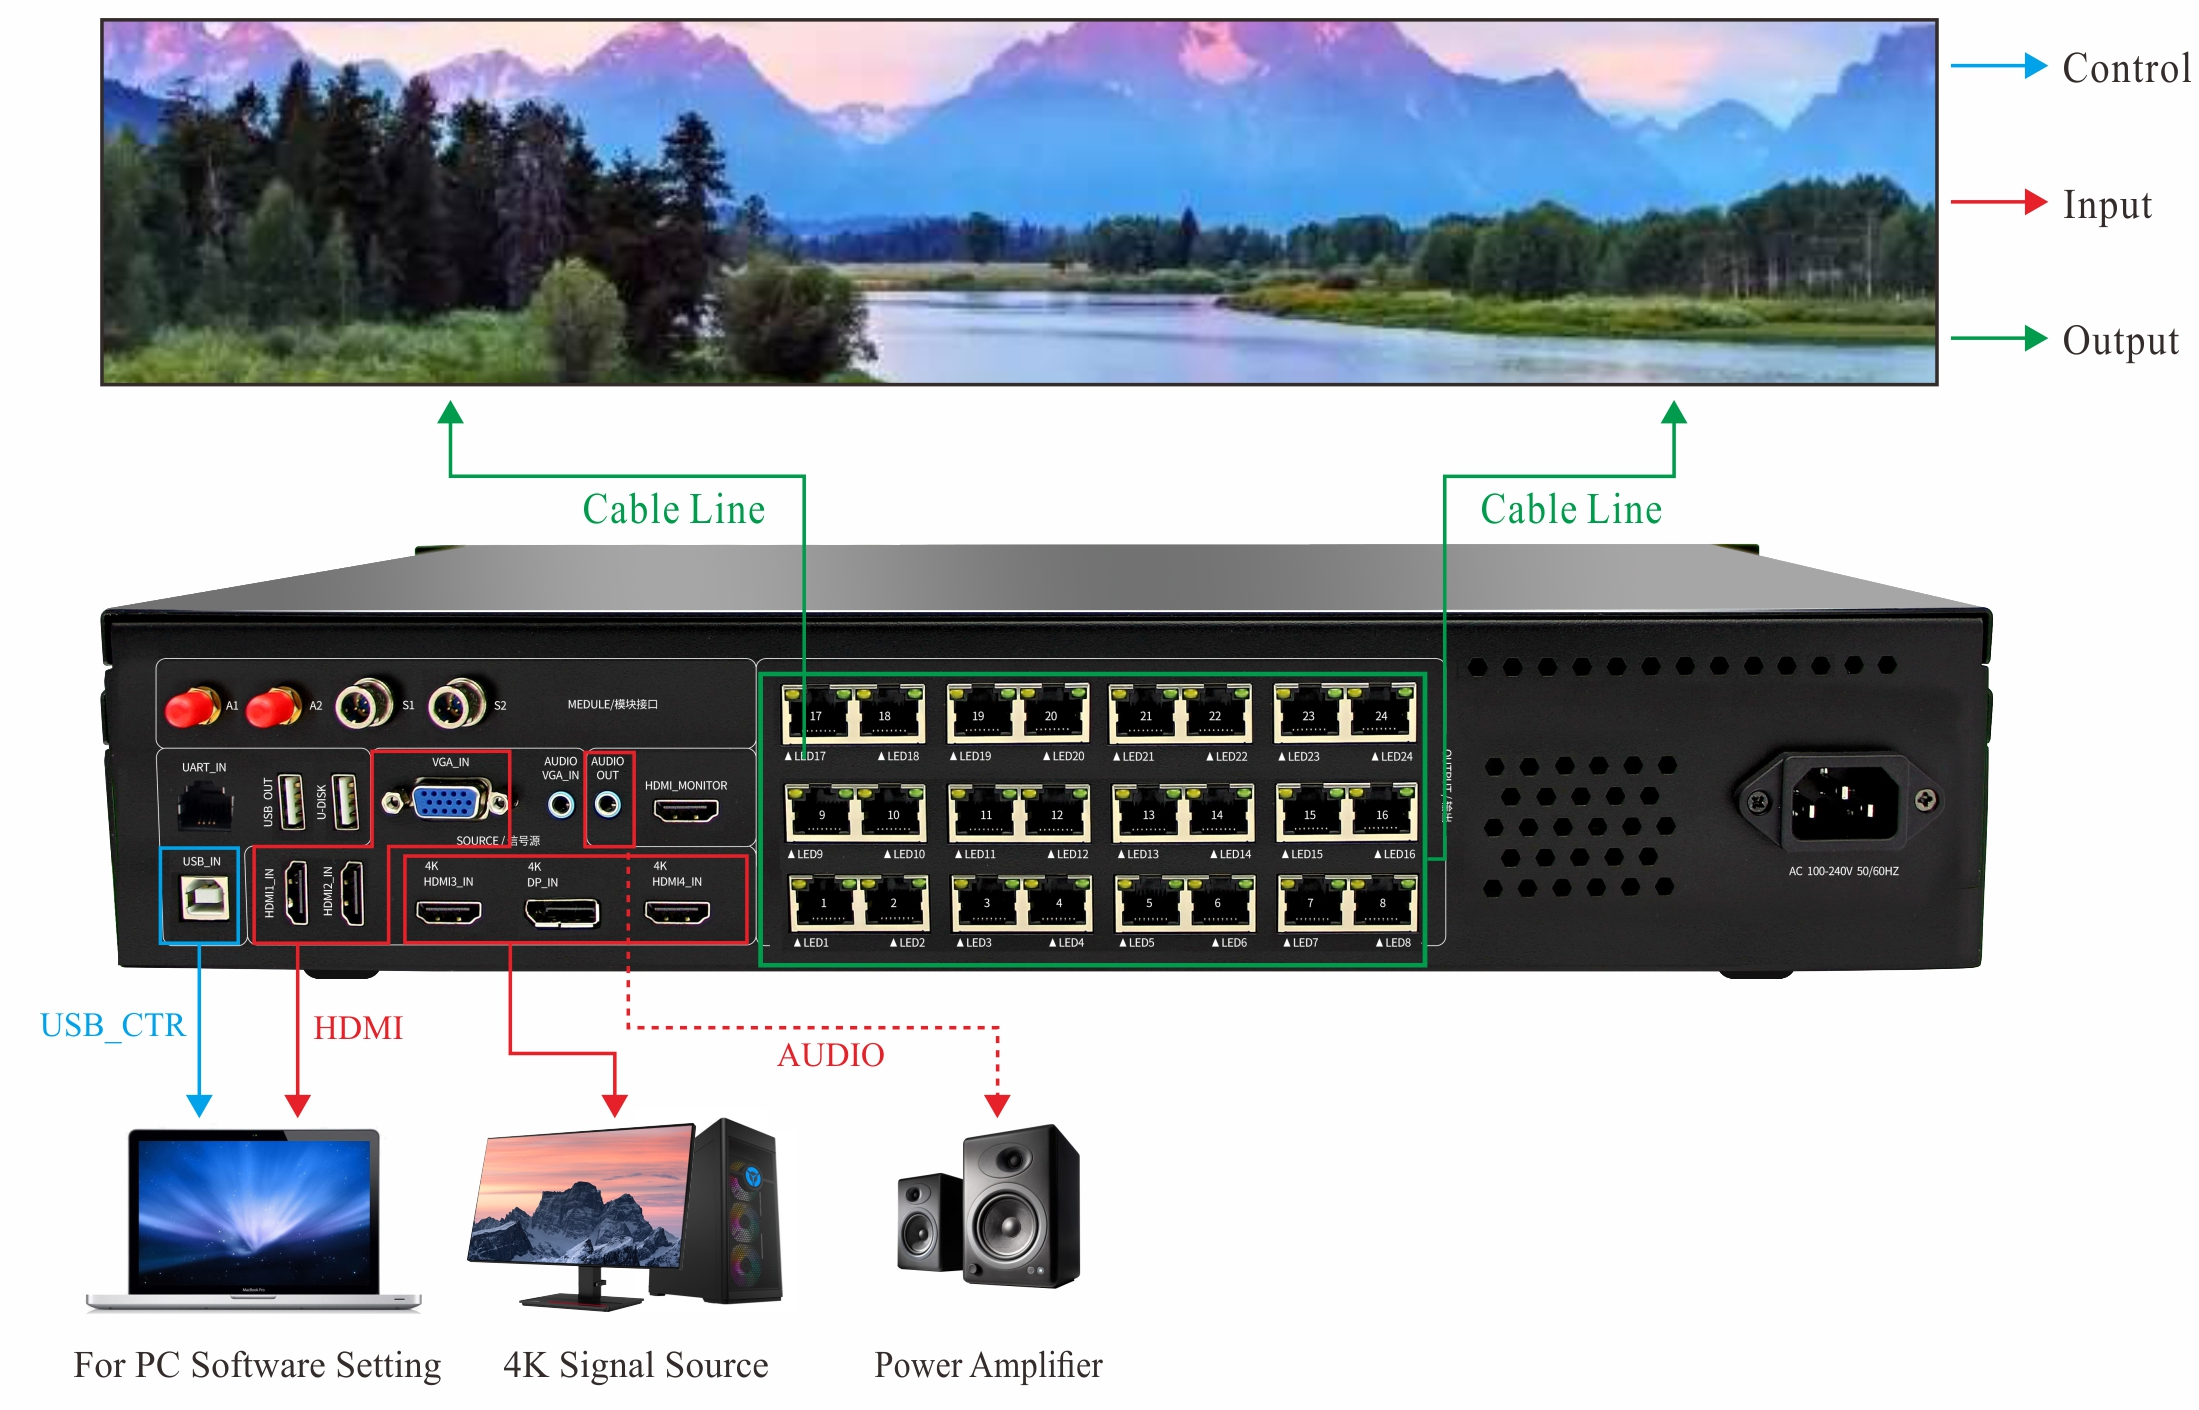 Control
Input
Output
Cable Line
Cable Line
A1
A2
S1
S2
MEDULE/模块接口
UART_IN
USB OUT
U-DISK
VGA_IN
AUDIO
VGA_IN
AUDIO
OUT
HDMI_MONITOR
SOURCE / 信号源
USB_IN
HDMI1_IN
HDMI2_IN
4K
HDMI3_IN
4K
DP_IN
4K
HDMI4_IN
17 18 19 20 21 22 23 24
▲LED17 ▲LED18 ▲LED19 ▲LED20 ▲LED21 ▲LED22 ▲LED23 ▲LED24
9 10 11 12 13 14 15 16
▲LED9 ▲LED10 ▲LED11 ▲LED12 ▲LED13 ▲LED14 ▲LED15 ▲LED16
1 2 3 4 5 6 7 8
▲LED1 ▲LED2 ▲LED3 ▲LED4 ▲LED5 ▲LED6 ▲LED7 ▲LED8
AC 100-240V 50/60HZ
USB_CTR
HDMI
AUDIO
MacBook Pro
For PC Software Setting
4K Signal Source
Power Amplifier